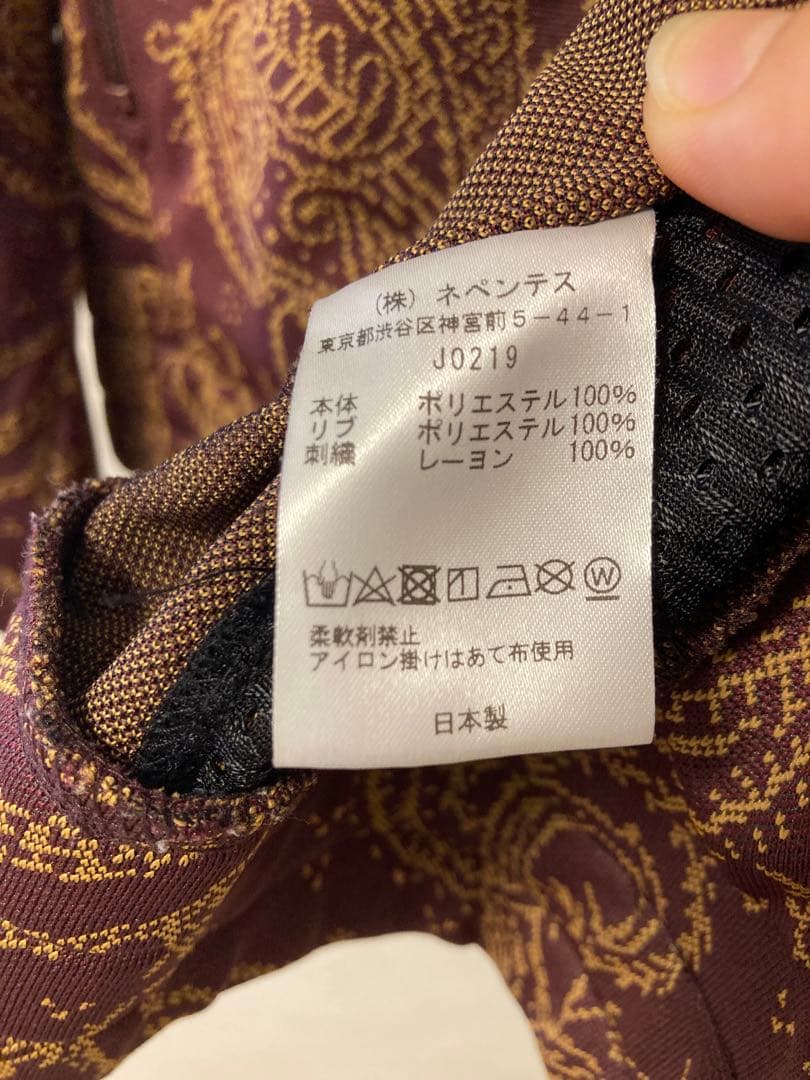 (株) ネペンテス
東京都渋谷区神宮前5-44-1
J0219
本体 ポリエステル100%
リブ ポリエステル100%
刺繍 レーヨン 100%
W
柔軟剤禁止
アイロン掛けはあて布使用
日本製